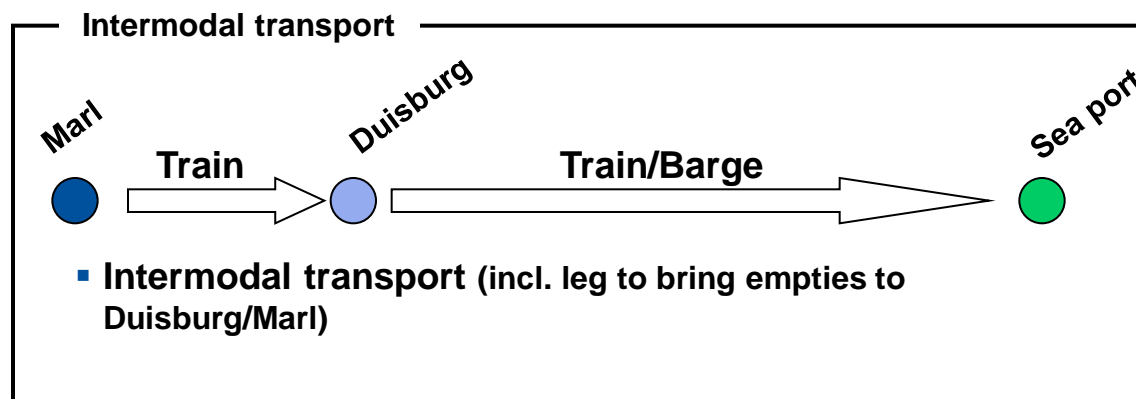 Intermodal transport
Marl
Duisburg
Sea port
Train
Train/Barge
▪ Intermodal transport (incl. leg to bring empties to
Duisburg/Marl)